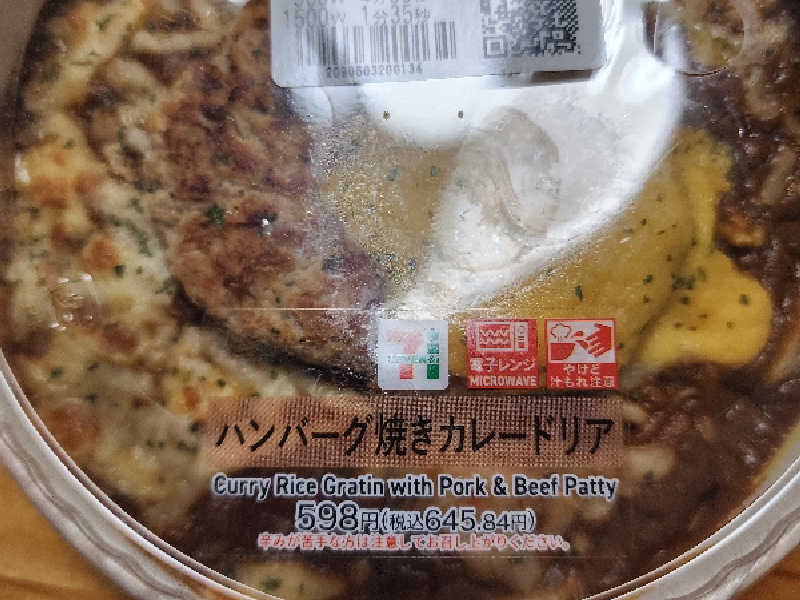 1500W 1分35秒
2090603200134
電子レンジ
MICROWAVE
やけど
汁もれ注意
ハンバーグ焼きカレードリア
Curry Rice Gratin with Pork & Beef Patty
598円(税込645.84円)
辛みが苦手な方は注意してお召し上がりください。